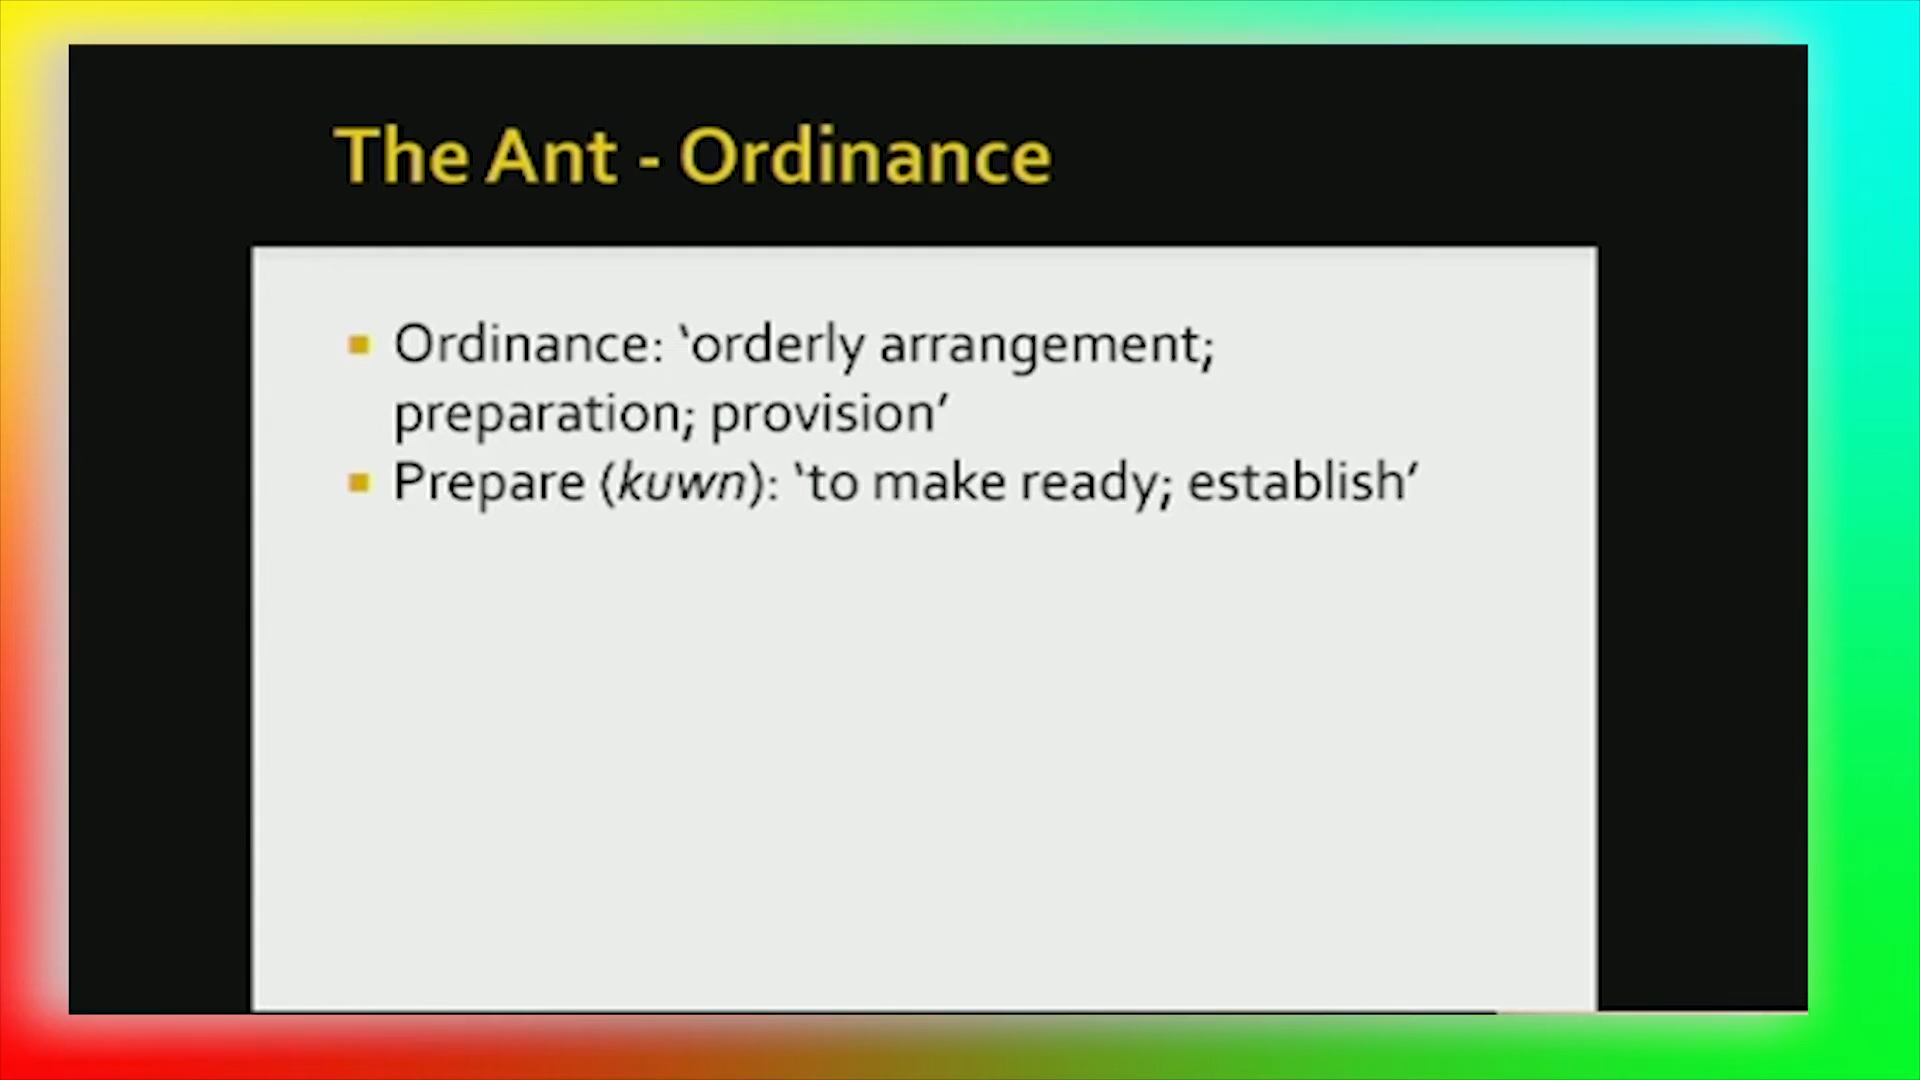 The Ant - Ordinance
Ordinance: ‘orderly arrangement;
preparation; provision’
Prepare (kuwn): ‘to make ready; establish’